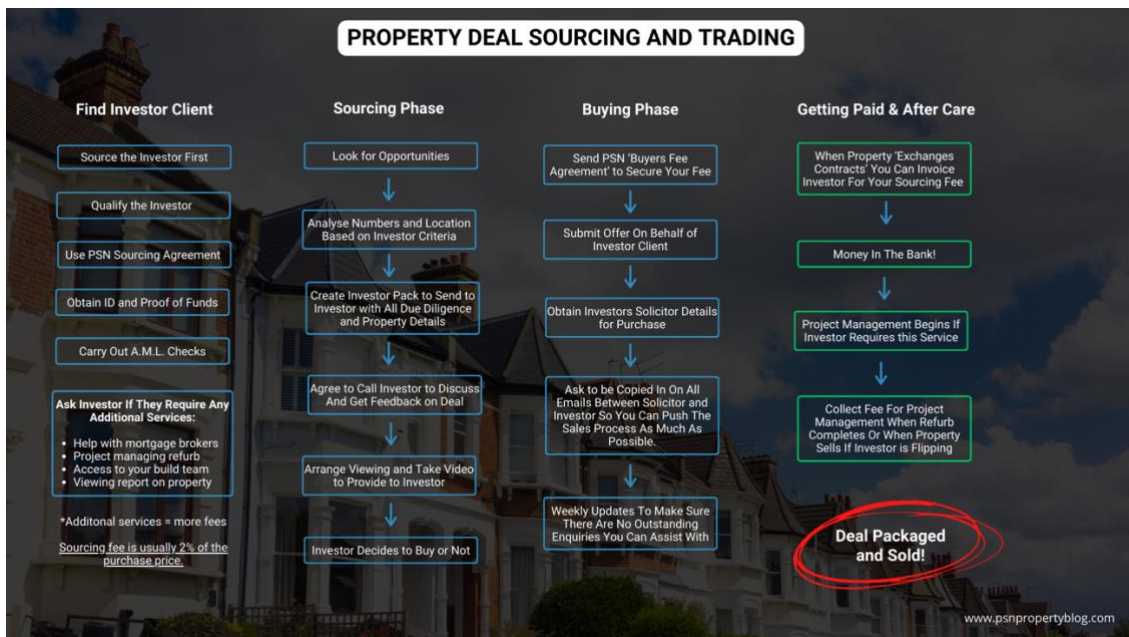 PROPERTY DEAL SOURCING AND TRADING
Find Investor Client
Source the Investor First
Qualify the Investor
Use PSN Sourcing Agreement
Obtain ID and Proof of Funds
Carry Out A.M.L. Checks
Ask Investor If They Require Any
Additional Services:
• Help with mortgage brokers
• Project managing refurb
• Access to your build team
• Viewing report on property
*Additonal services = more fees
Sourcing fee is usually 2% of the
purchase price.
Sourcing Phase
Look for Opportunities
Analyse Numbers and Location
Based on Investor Criteria
Create Investor Pack to Send to
Investor with All Due Diligence
and Property Details
Agree to Call Investor to Discuss
And Get Feedback on Deal
Arrange Viewing and Take Video
to Provide to Investor
Investor Decides to Buy or Not
Buying Phase
Send PSN 'Buyers Fee
Agreement' to Secure Your Fee
Submit Offer On Behalf of
Investor Client
Obtain Investors Solicitor Details
for Purchase
Ask to be Copied In On All
Emails Between Solicitor and
Investor So You Can Push The
Sales Process As Much As
Possible.
Weekly Updates To Make Sure
There Are No Outstanding
Enquiries You Can Assist With
Getting Paid & After Care
When Property 'Exchanges
Contracts' You Can Invoice
Investor For Your Sourcing Fee
Money In The Bank!
Project Management Begins If
Investor Requires this Service
Collect Fee For Project
Management When Refurb
Completes Or When Property
Sells If Investor is Flipping
Deal Packaged
and Sold!
www.psnpropertyblog.com